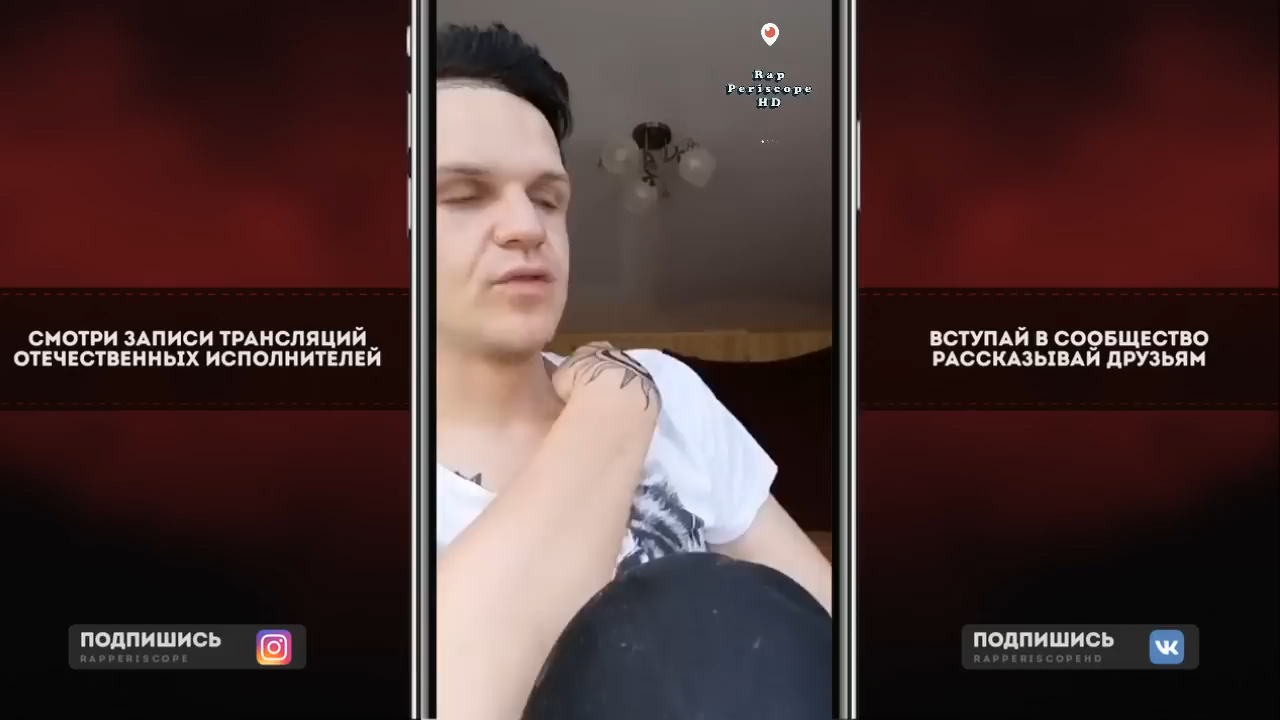 Rap
Periscope
HD
СМОТРИ ЗАПИСИ ТРАНСЛЯЦИЙ
ОТЕЧЕСТВЕННЫХ ИСПОЛНИТЕЛЕЙ
ВСТУПАЙ В СООБЩЕСТВО
РАССКАЗЫВАЙ ДРУЗЬЯМ
ПОДПИШИСЬ
RAPPERISCOPE
ПОДПИШИСЬ
RAPPERISCOPEHD